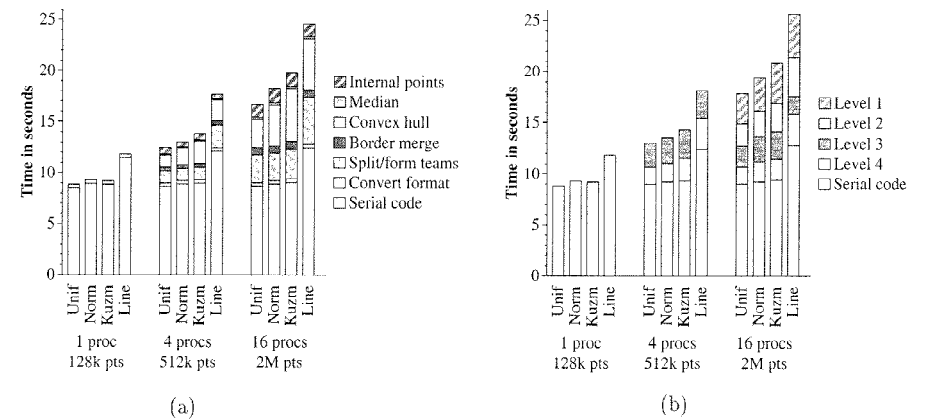 25
20
15
10
5
0
Time in seconds
Internal points
Median
Convex hull
Border merge
Split/form teams
Convert format
Serial code
Unif
Norm
Kuzm
Line
Unif
Norm
Kuzm
Line
Unif
Norm
Kuzm
Line
1 proc
128k pts
4 procs
512k pts
16 procs
2M pts
(a)
25
20
15
10
5
0
Time in seconds
Level 1
Level 2
Level 3
Level 4
Serial code
Unif
Norm
Kuzm
Line
Unif
Norm
Kuzm
Line
Unif
Norm
Kuzm
Line
1 proc
128k pts
4 procs
512k pts
16 procs
2M pts
(b)